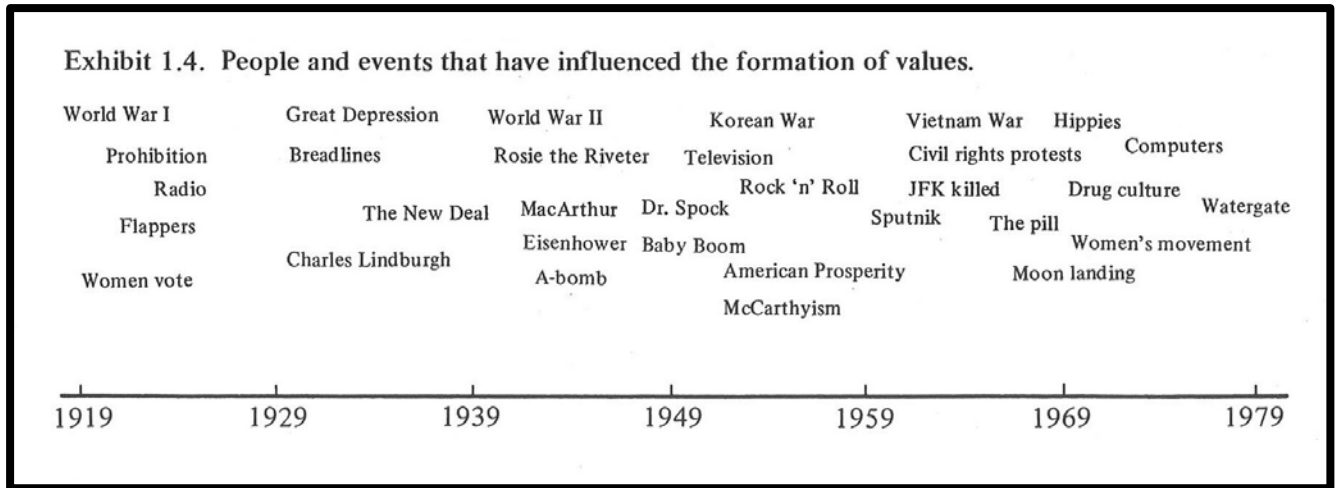 Exhibit 1.4. People and events that have influenced the formation of values.
World War I Great Depression World War II Korean War Vietnam War Hippies
Prohibition Breadlines Rosie the Riveter Television Civil rights protests Computers
Radio Rock ‘n’ Roll JFK killed Drug culture
Flappers The New Deal MacArthur Dr. Spock Sputnik The pill Watergate
Eisenhower Baby Boom Women’s movement
Women vote Charles Lindburgh A-bomb American Prosperity Moon landing
McCarthyism
1919 1929 1939 1949 1959 1969 1979